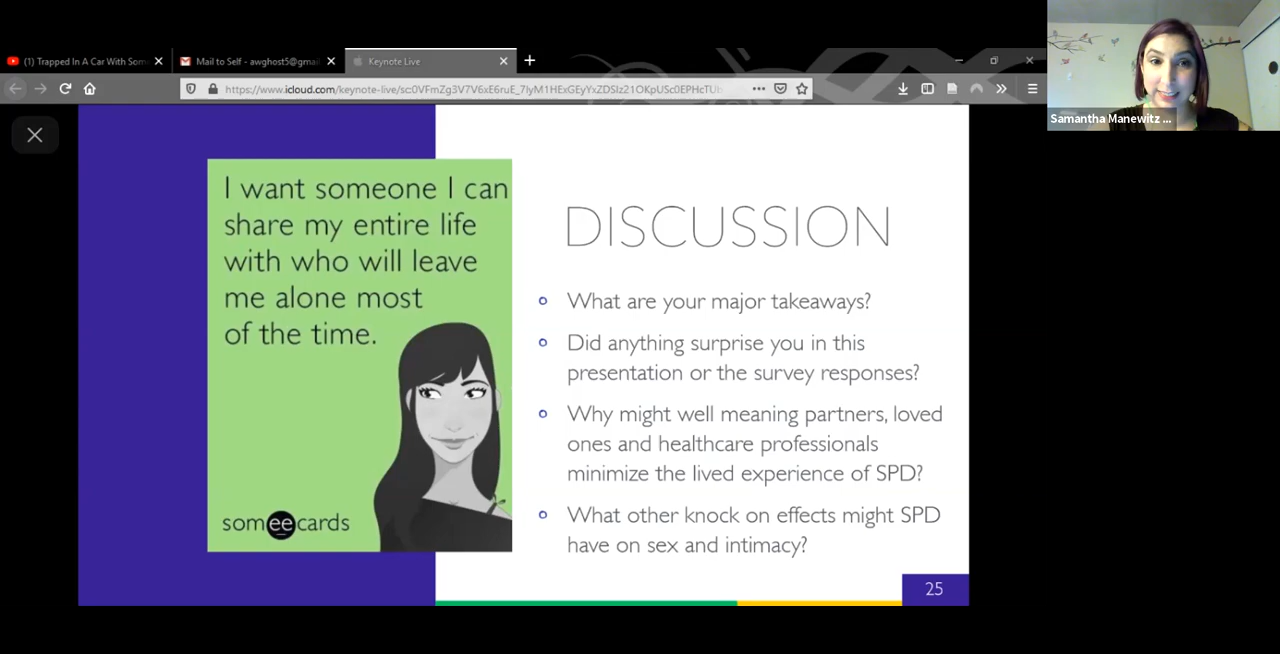 (1) Trapped In A Car With Som
Mail to Self - awghost5@gmai
Keynote Live
https://www.icloud.com/keynote-live/
Samantha Manewitz ...
I want someone I can
share my entire life
with who will leave
me alone most
of the time.
someecards
DISCUSSION
What are your major takeaways?
Did anything surprise you in this
presentation or the survey responses?
Why might well meaning partners, loved
ones and healthcare professionals
minimize the lived experience of SPD?
What other knock on effects might SPD
have on sex and intimacy?
25